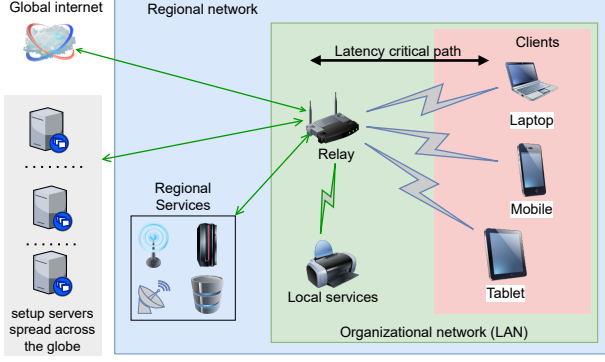 Global internet
Regional network
Latency critical path
Clients
Laptop
Relay
Mobile
Regional
Services
Local services
Tablet
setup servers
spread across
the globe
Organizational network (LAN)